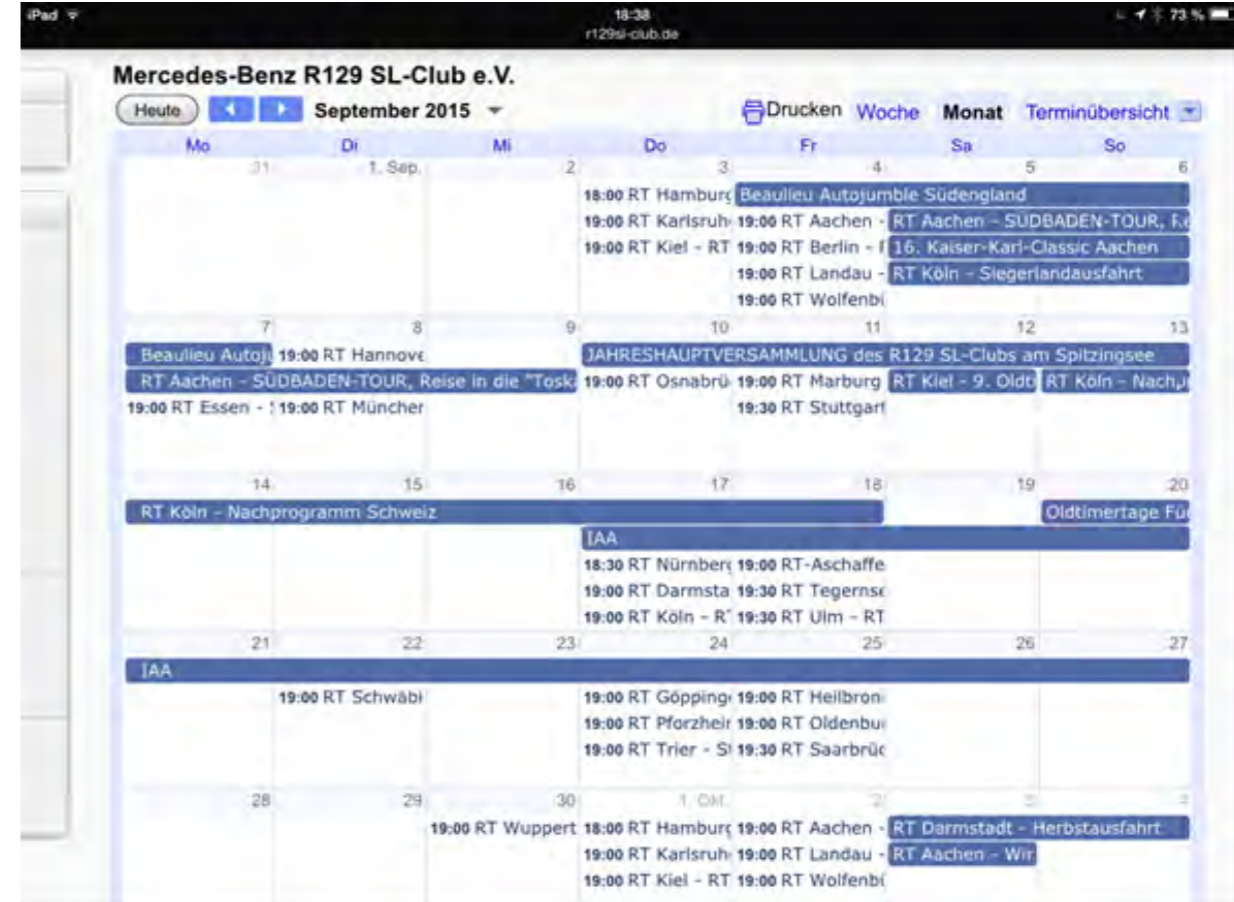 iPad 18:38 73 %
r129sl-club.de
Mercedes-Benz R129 SL-Club e.V.
Heute September 2015 Drucken Woche Monat Terminübersicht
Mo Di Mi Do Fr Sa So
31 1. Sep. 2 3 4 5 6
18:00 RT Hamburg Beaulieu Autojumble Südengland
19:00 RT Karlsruh 19:00 RT Aachen - RT Aachen - SÜDBADEN-TOUR, Re
19:00 RT Kiel - RT 19:00 RT Berlin - 16. Kaiser-Karl-Classic Aachen
19:00 RT Landau - RT Köln - Siegerlandausfahrt
19:00 RT Wolfenbü
7 8 9 10 11 12 13
Beaulieu Autoj 19:00 RT Hannove JAHRESHAUPTVERSAMMLUNG des R129 SL-Clubs am Spitzingsee
RT Aachen - SÜDBADEN-TOUR, Reise in die "Tosk 19:00 RT Osnabrü 19:00 RT Marburg RT Kiel - 9. Oldt RT Köln - Nachpr
19:00 RT Essen - 19:00 RT München 19:30 RT Stuttgart
14 15 16 17 18 19 20
RT Köln - Nachprogramm Schweiz Oldtimertage Für
IAA
18:30 RT Nürnberg 19:00 RT-Aschaffe
19:00 RT Darmsta 19:30 RT Tegernse
19:00 RT Köln - RT 19:30 RT Ulm - RT
21 22 23 24 25 26 27
IAA
19:00 RT Schwäbi 19:00 RT Göpping 19:00 RT Heilbron
19:00 RT Pforzheim 19:00 RT Oldenbur
19:00 RT Trier - St 19:30 RT Saarbrüc
28 29 30 1. Okt. 2 3 4
19:00 RT Wuppert 18:00 RT Hamburg 19:00 RT Aachen - RT Darmstadt - Herbstausfahrt
19:00 RT Karlsruh 19:00 RT Landau - RT Aachen - Wir
19:00 RT Kiel - RT 19:00 RT Wolfenbü